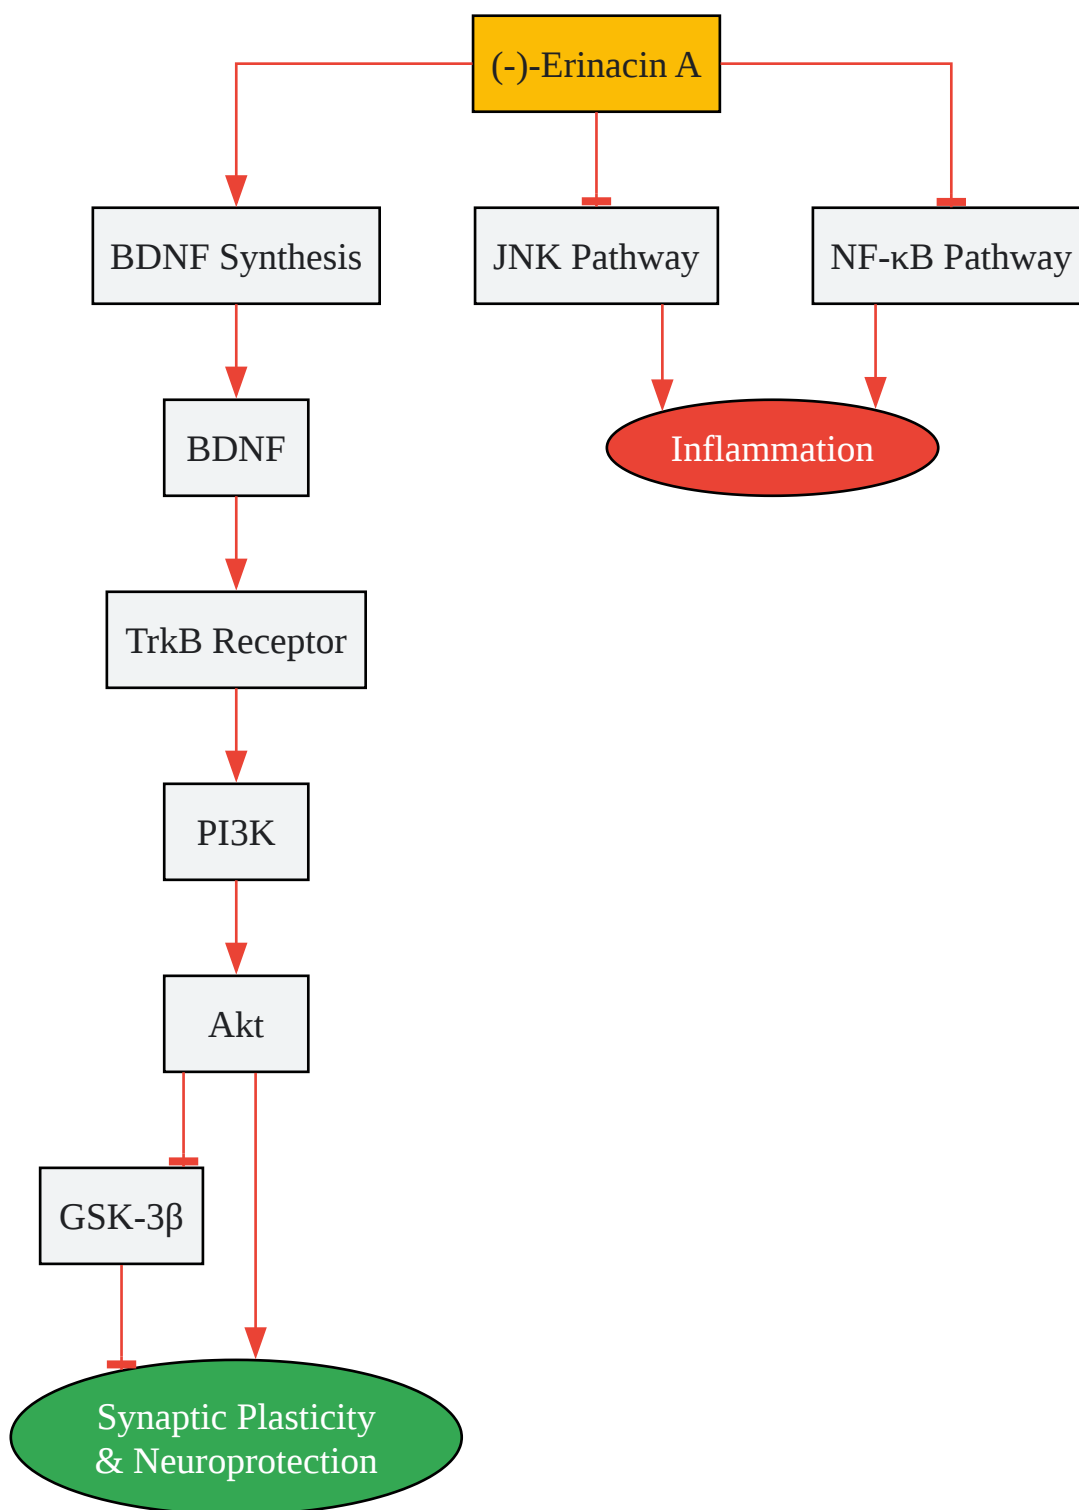 (-)-Erinacin A
BDNF Synthesis
JNK Pathway
NF-κB Pathway
BDNF
Inflammation
TrkB Receptor
PI3K
Akt
GSK-3β
Synaptic Plasticity
& Neuroprotection